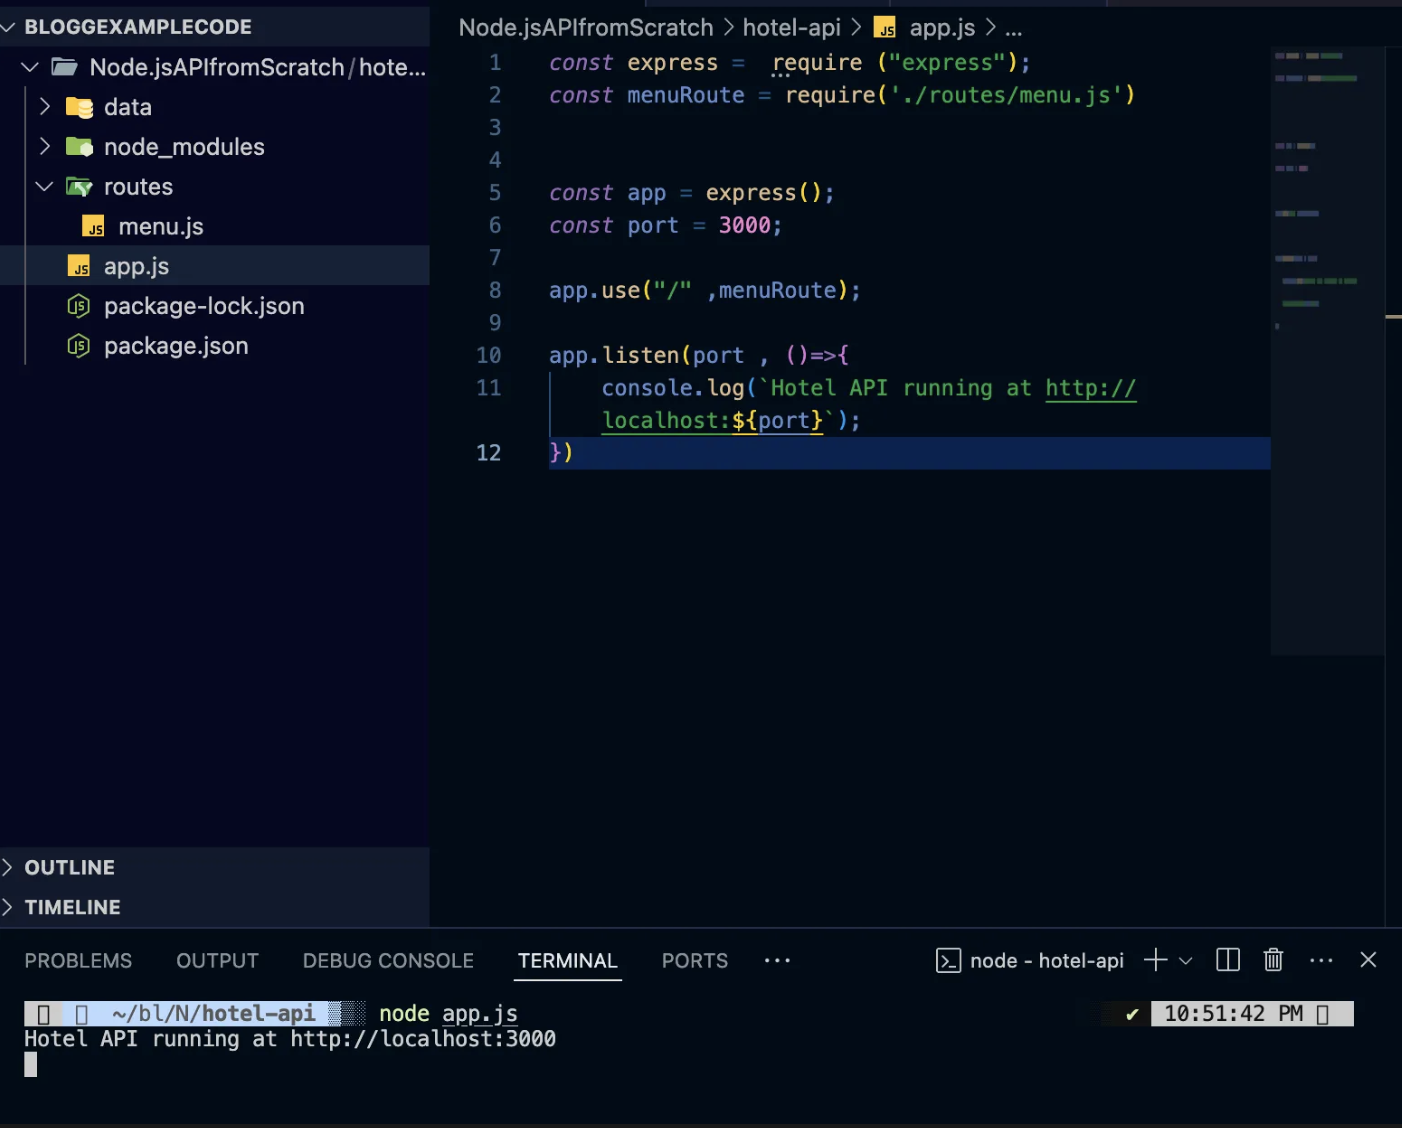 BLOGGEXAMPLECODE
Node.jsAPIfromScratch/hote...
data
node_modules
routes
JS menu.js
JS app.js
package-lock.json
package.json
OUTLINE
TIMELINE
Node.jsAPIfromScratch > hotel-api > JS app.js > ...
1 const express =  require ("express");
2 const menuRoute = require('./routes/menu.js')
3
4
5 const app = express();
6 const port = 3000;
7
8 app.use("/" ,menuRoute);
9
10 app.listen(port , ()=>{
11     console.log(`Hotel API running at http://
    localhost:${port}`);
12 })
PROBLEMS OUTPUT DEBUG CONSOLE TERMINAL PORTS ... node - hotel-api
~/bl/N/hotel-api node app.js ✔ 10:51:42 PM
Hotel API running at http://localhost:3000